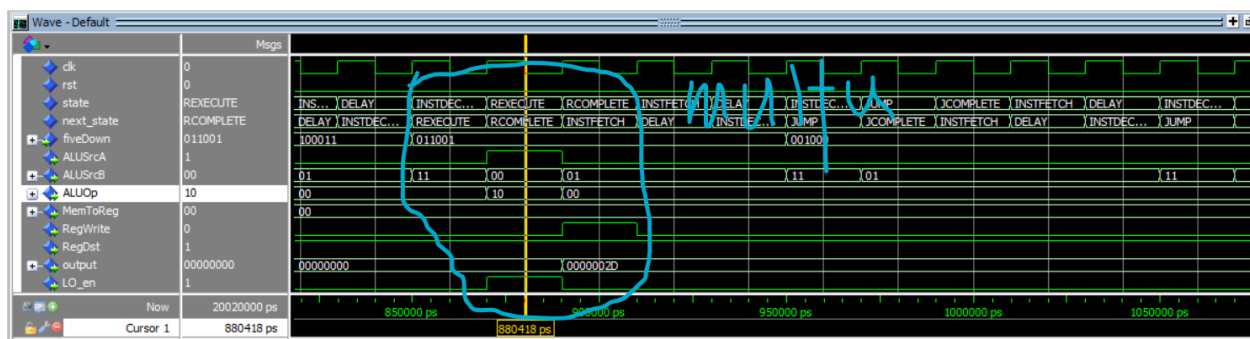 Wave - Default
Msgs
clk 0
rst 0
state REXECUTE INS... DELAY INSTDEC... REXECUTE RCOMPLETE INSTFETCH DELAY INSTDEC... JUMP JCOMPLETE INSTFETCH DELAY INSTDEC...
next_state RCOMPLETE DELAY INSTDEC... REXECUTE RCOMPLETE INSTFETCH DELAY INSTDEC... JUMP JCOMPLETE INSTFETCH DELAY INSTDEC... JUMP
fiveDown 011001 100011 011001 001000
ALUSrcA 1
ALUSrcB 00 01 11 00 01 11 01 11
ALUOp 10 00 10 00
MemToReg 00 00
RegWrite 0
RegDst 1
output 00000000 00000000 0000002D
LO_en 1
multu
Now 20020000 ps 850000 ps 900000 ps 950000 ps 1000000 ps 1050000 ps
Cursor 1 880418 ps 880418 ps